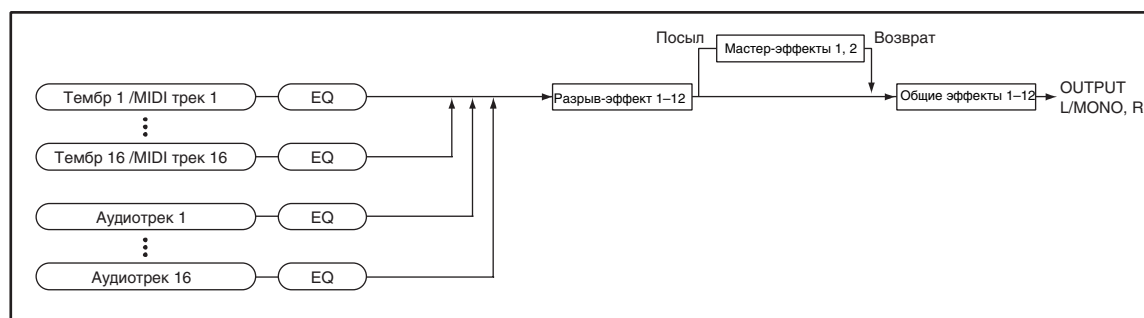 Посыл
Мастер-эффекты 1, 2
Возврат
Тембр 1 /MIDI трек 1
EQ
Разрыв-эффект 1–12
Общие эффекты 1–12
OUTPUT
L/MONO, R
Тембр 16 /MIDI трек 16
EQ
Аудиотрек 1
EQ
Аудиотрек 16
EQ